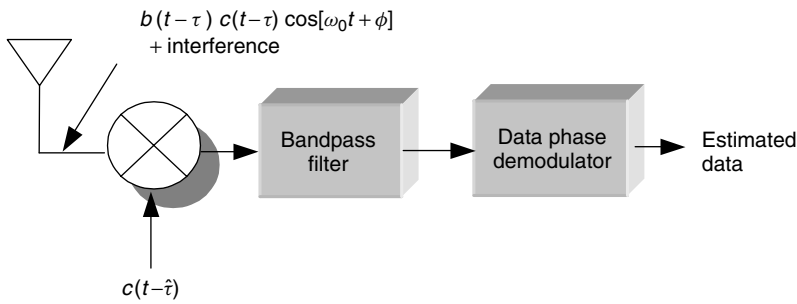 b(t−τ) c(t−τ) cos[ω₀t + ϕ]
+ interference
Bandpass
filter
Data phase
demodulator
Estimated
data
c(t−τ̂)